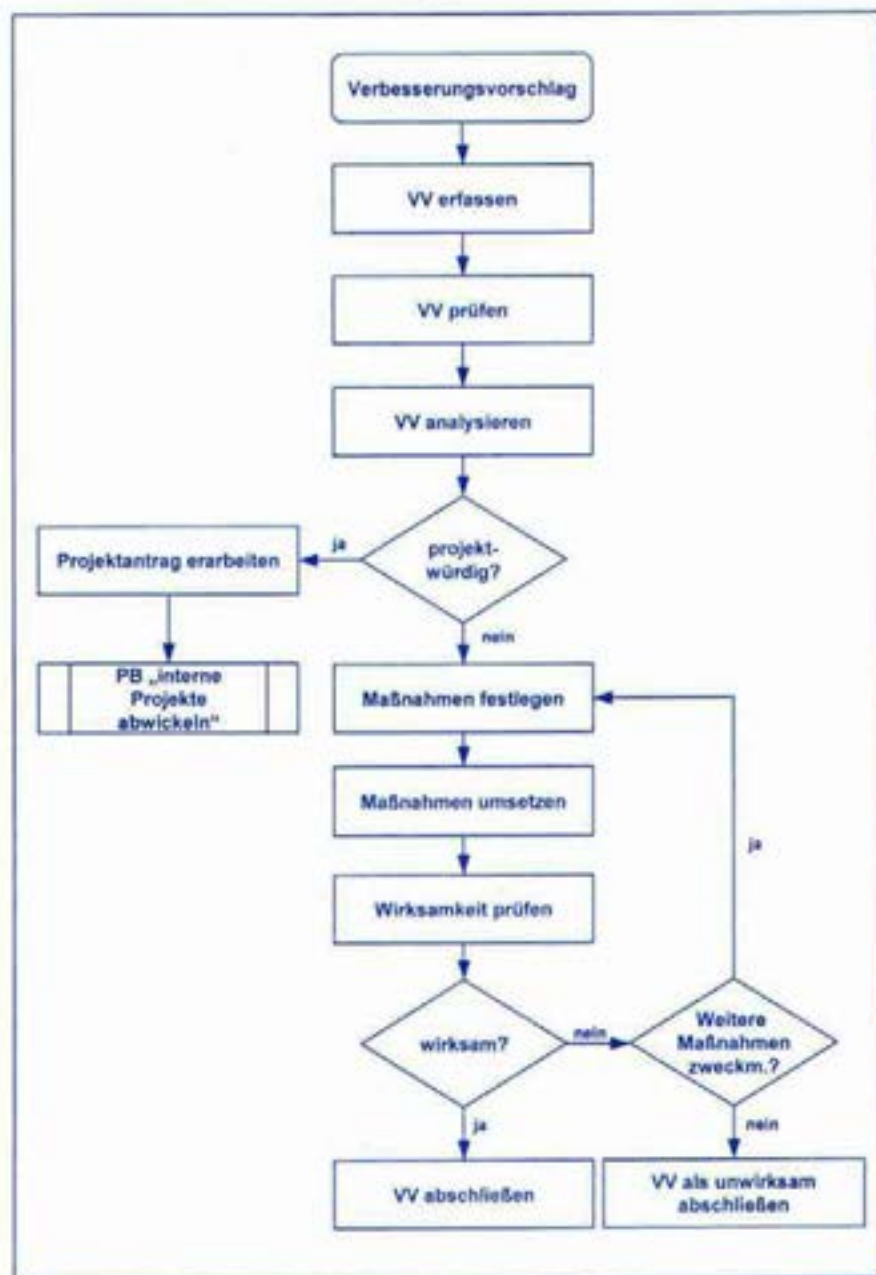 Verbesserungsvorschlag
VV erfassen
VV prüfen
VV analysieren
projekt-
würdig?
ja
Projektantrag erarbeiten
PB „interne
Projekte
abwickeln“
nein
Maßnahmen festlegen
Maßnahmen umsetzen
Wirksamkeit prüfen
wirksam?
nein
Weitere
Maßnahmen
zweckm.?
ja
ja
VV abschließen
nein
VV als unwirksam
abschließen